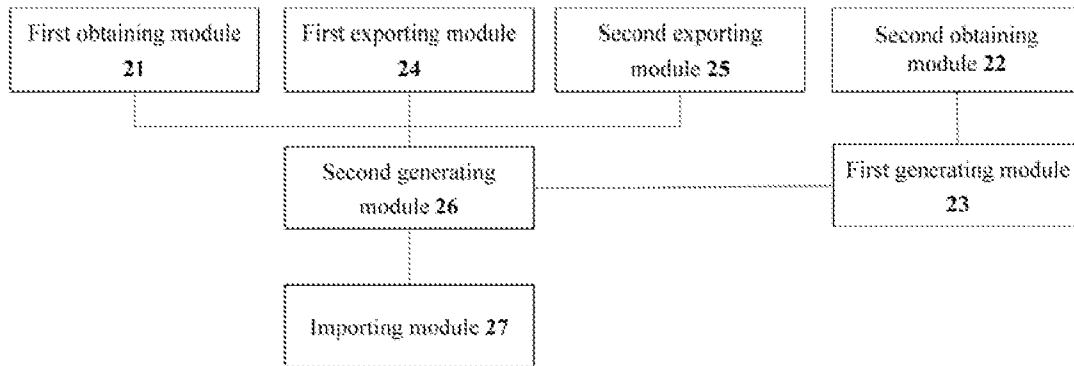 First obtaining module
21
First exporting module
24
Second exporting
module 25
Second obtaining
module 22
Second generating
module 26
First generating module
23
Importing module 27